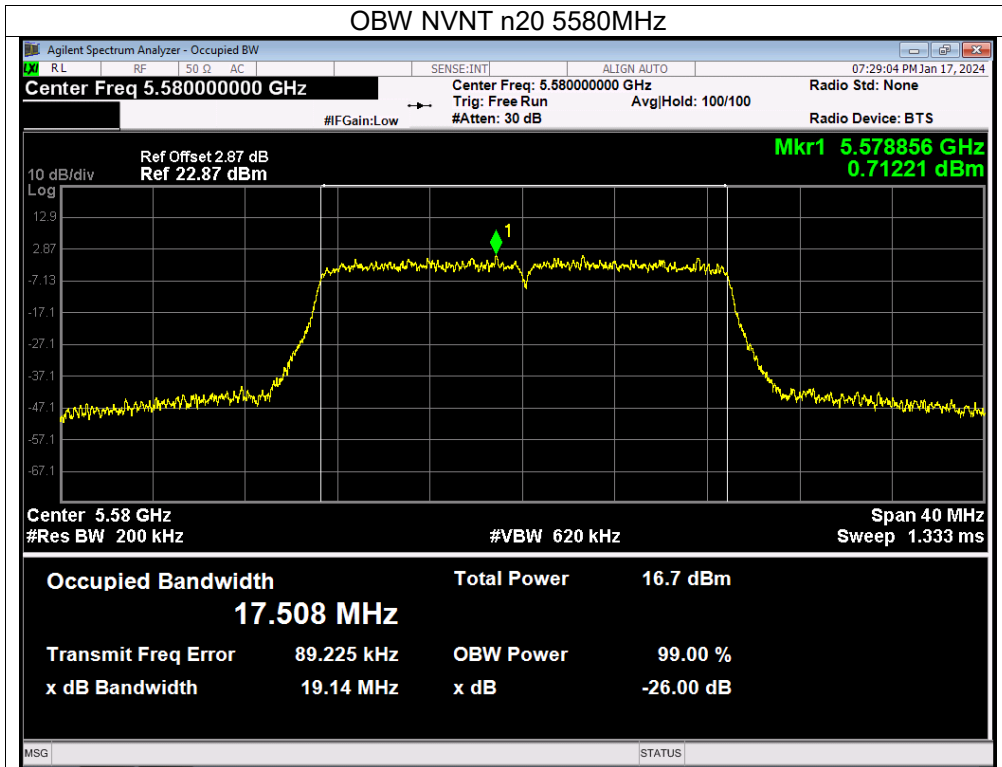 OBW NVNT n20 5580MHz
Agilent Spectrum Analyzer - Occupied BW
LXI RL RF 50 Ω AC SENSE:INT ALIGN AUTO 07:29:04 PM Jan 17, 2024
Center Freq 5.580000000 GHz Center Freq: 5.580000000 GHz Radio Std: None
Trig: Free Run Avg|Hold: 100/100
#IFGain:Low #Atten: 30 dB Radio Device: BTS
Mkr1 5.578856 GHz
0.71221 dBm
Ref Offset 2.87 dB
10 dB/div Ref 22.87 dBm
Log
12.9
1
2.87
-7.13
-17.1
-27.1
-37.1
-47.1
-57.1
-67.1
Center 5.58 GHz Span 40 MHz
#Res BW 200 kHz #VBW 620 kHz Sweep 1.333 ms
Occupied Bandwidth Total Power 16.7 dBm
17.508 MHz
Transmit Freq Error 89.225 kHz OBW Power 99.00 %
x dB Bandwidth 19.14 MHz x dB -26.00 dB
MSG STATUS